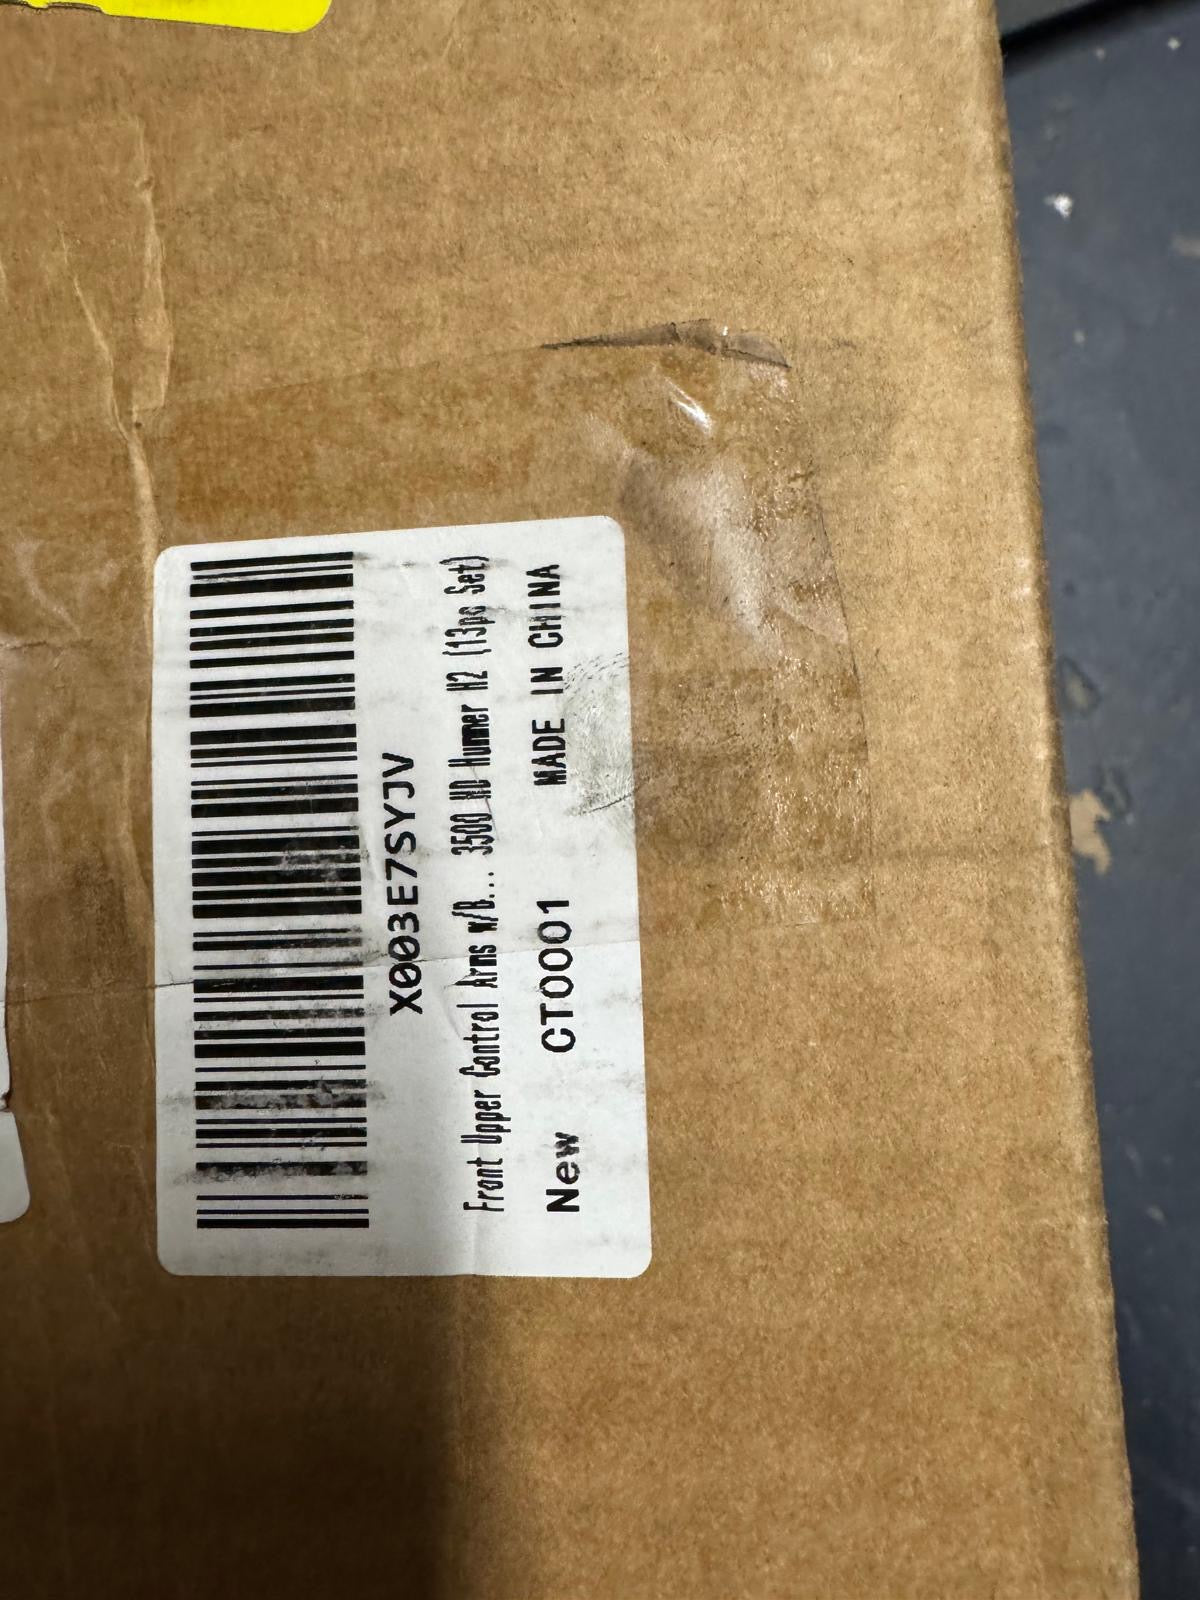 X003E7SYJV
Front Upper Control Arms w/B... 3500 HD Hummer H2 (13pc Set)
New CT0001 MADE IN CHINA